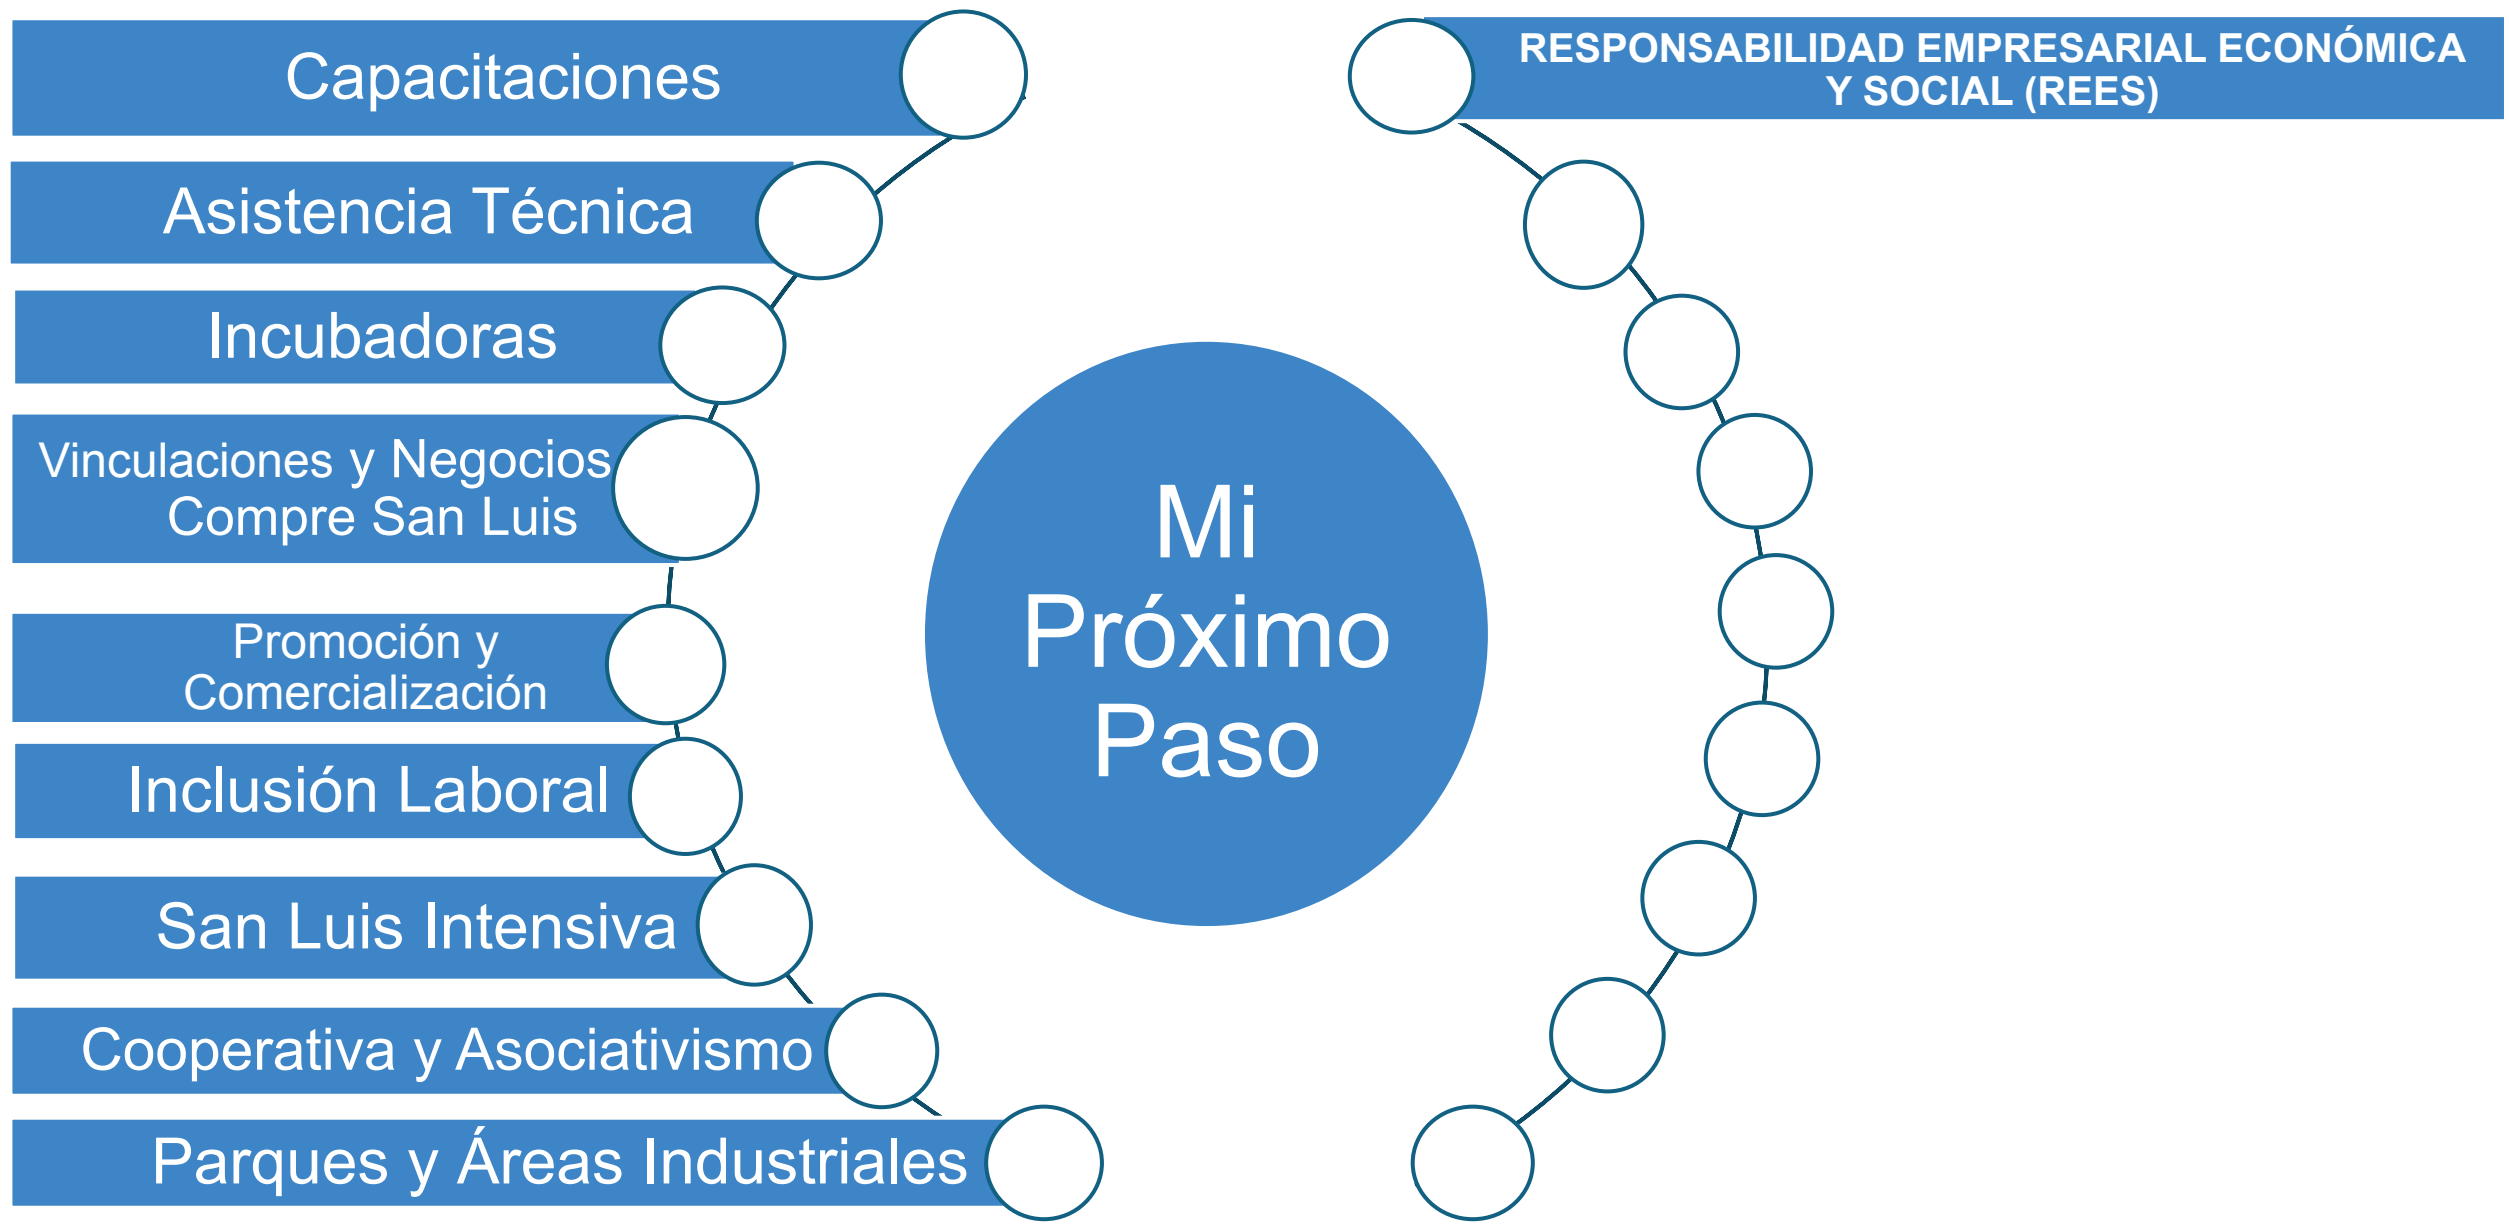 Capacitaciones
Asistencia Técnica
Incubadoras
Vinculaciones y Negocios
Compre San Luis
Promoción y
Comercialización
Inclusión Laboral
San Luis Intensiva
Cooperativa y Asociativismo
Parques y Áreas Industriales
Mi
Próximo
Paso
RESPONSABILIDAD EMPRESARIAL ECONÓMICA
Y SOCIAL (REES)